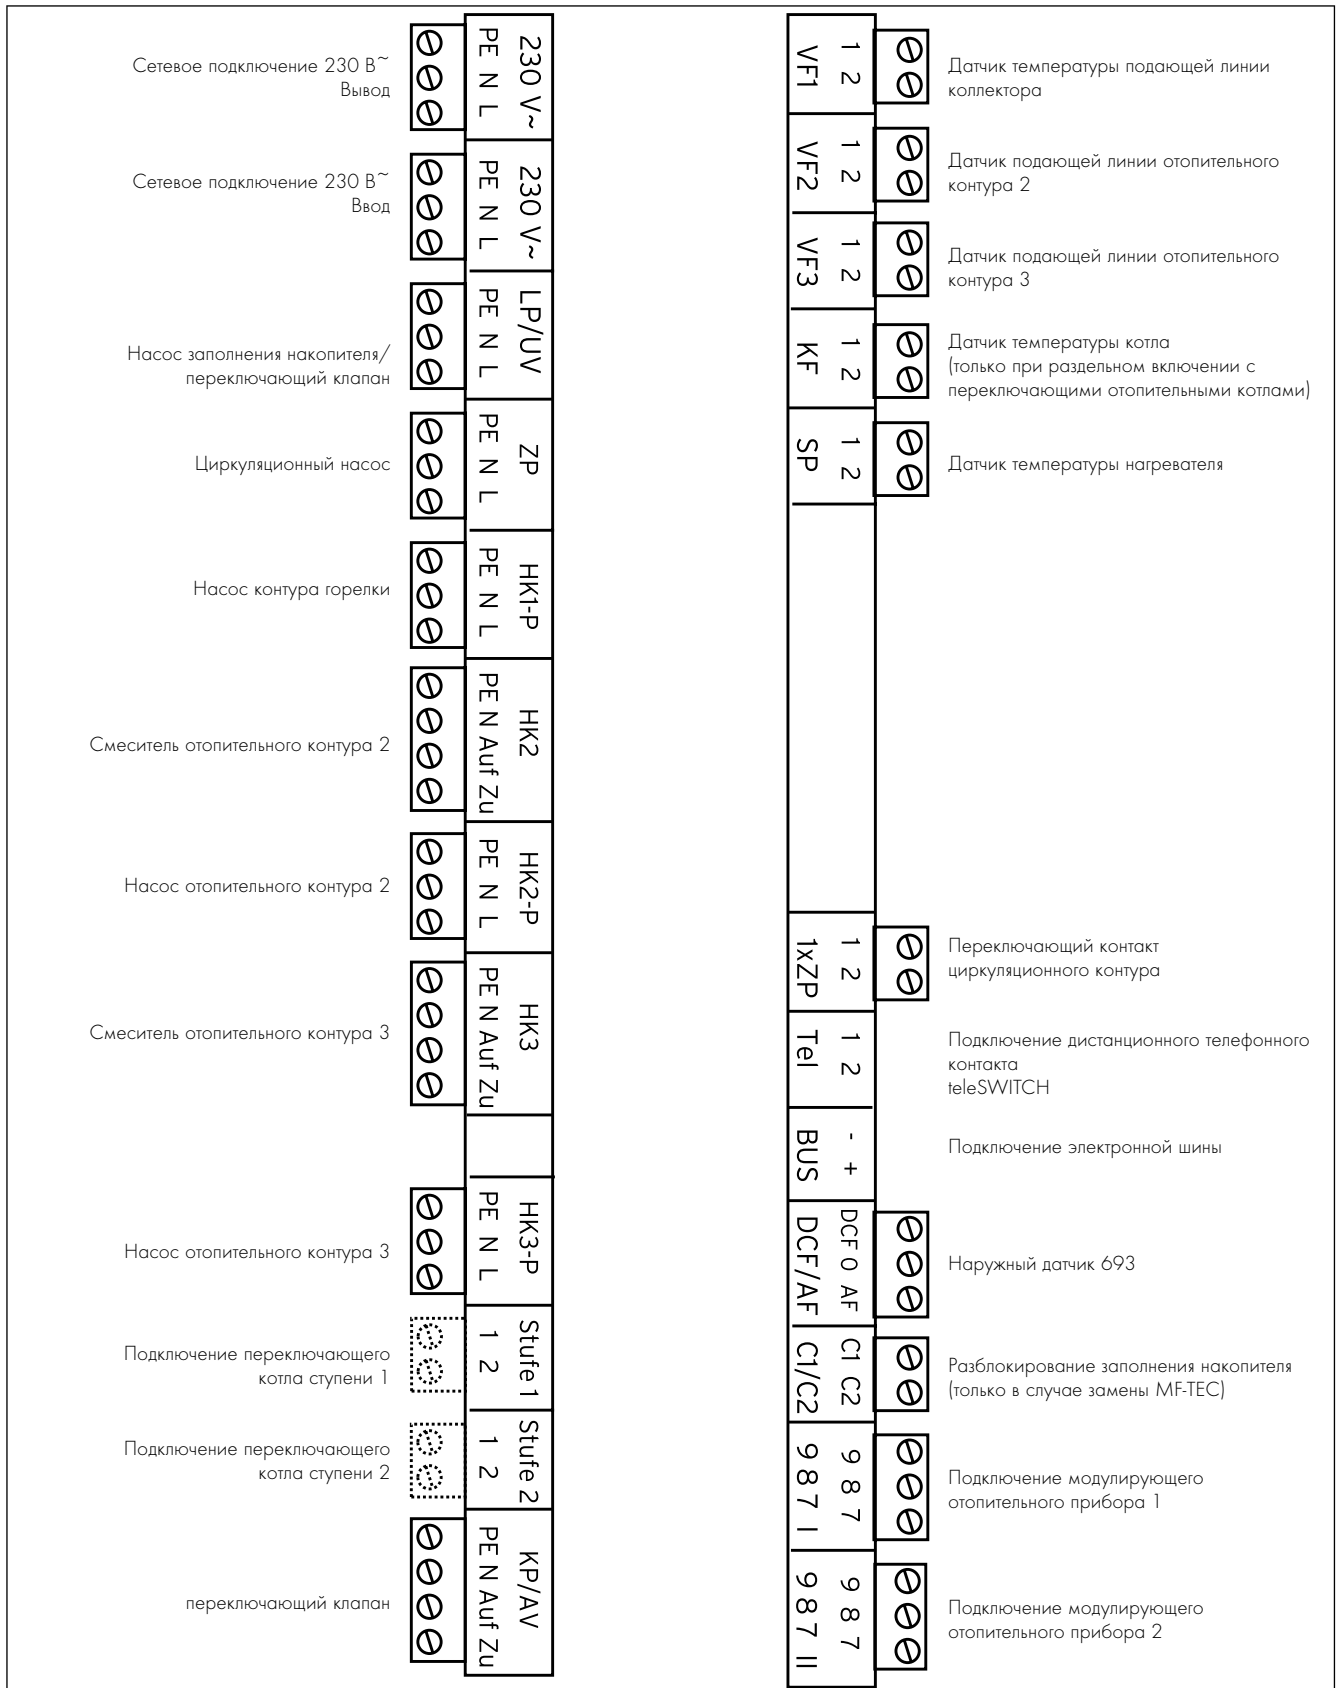 Сетевое подключение 230 В~
Вывод
PE N L
230 V~
Сетевое подключение 230 В~
Ввод
PE N L
230 V~
Насос заполнения накопителя/
переключающий клапан
PE N L
LP/UV
Циркуляционный насос
PE N L
ZP
Насос контура горелки
PE N L
HK1-P
Смеситель отопительного контура 2
PE N Auf Zu
HK2
Насос отопительного контура 2
PE N L
HK2-P
Смеситель отопительного контура 3
PE N Auf Zu
HK3
Насос отопительного контура 3
PE N L
HK3-P
Подключение переключающего
котла ступени 1
1 2
Stufe 1
Подключение переключающего
котла ступени 2
1 2
Stufe 2
переключающий клапан
PE N Auf Zu
KP/AV
VF1
1 2
Датчик температуры подающей линии
коллектора
VF2
1 2
Датчик подающей линии отопительного
контура 2
VF3
1 2
Датчик подающей линии отопительного
контура 3
KF
1 2
Датчик температуры котла
(только при раздельном включении с
переключающими отопительными котлами)
SP
1 2
Датчик температуры нагревателя
1xZP
1 2
Переключающий контакт
циркуляционного контура
Tel
1 2
Подключение дистанционного телефонного
контакта
teleSWITCH
BUS
- +
Подключение электронной шины
DCF/AF
DCF O AF
Наружный датчик 693
C1/C2
C1 C2
Разблокирование заполнения накопителя
(только в случае замены MF-TEC)
9 8 7 I
9 8 7
Подключение модулирующего
отопительного прибора 1
9 8 7 II
9 8 7
Подключение модулирующего
отопительного прибора 2